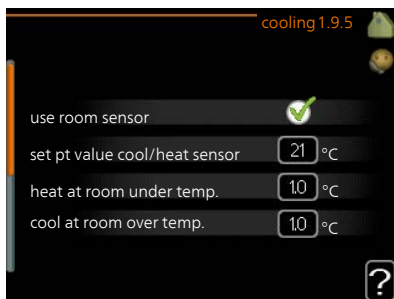 cooling 1.9.5
use room sensor
set pt value cool/heat sensor 21 °C
heat at room under temp. 1.0 °C
cool at room over temp. 1.0 °C
?